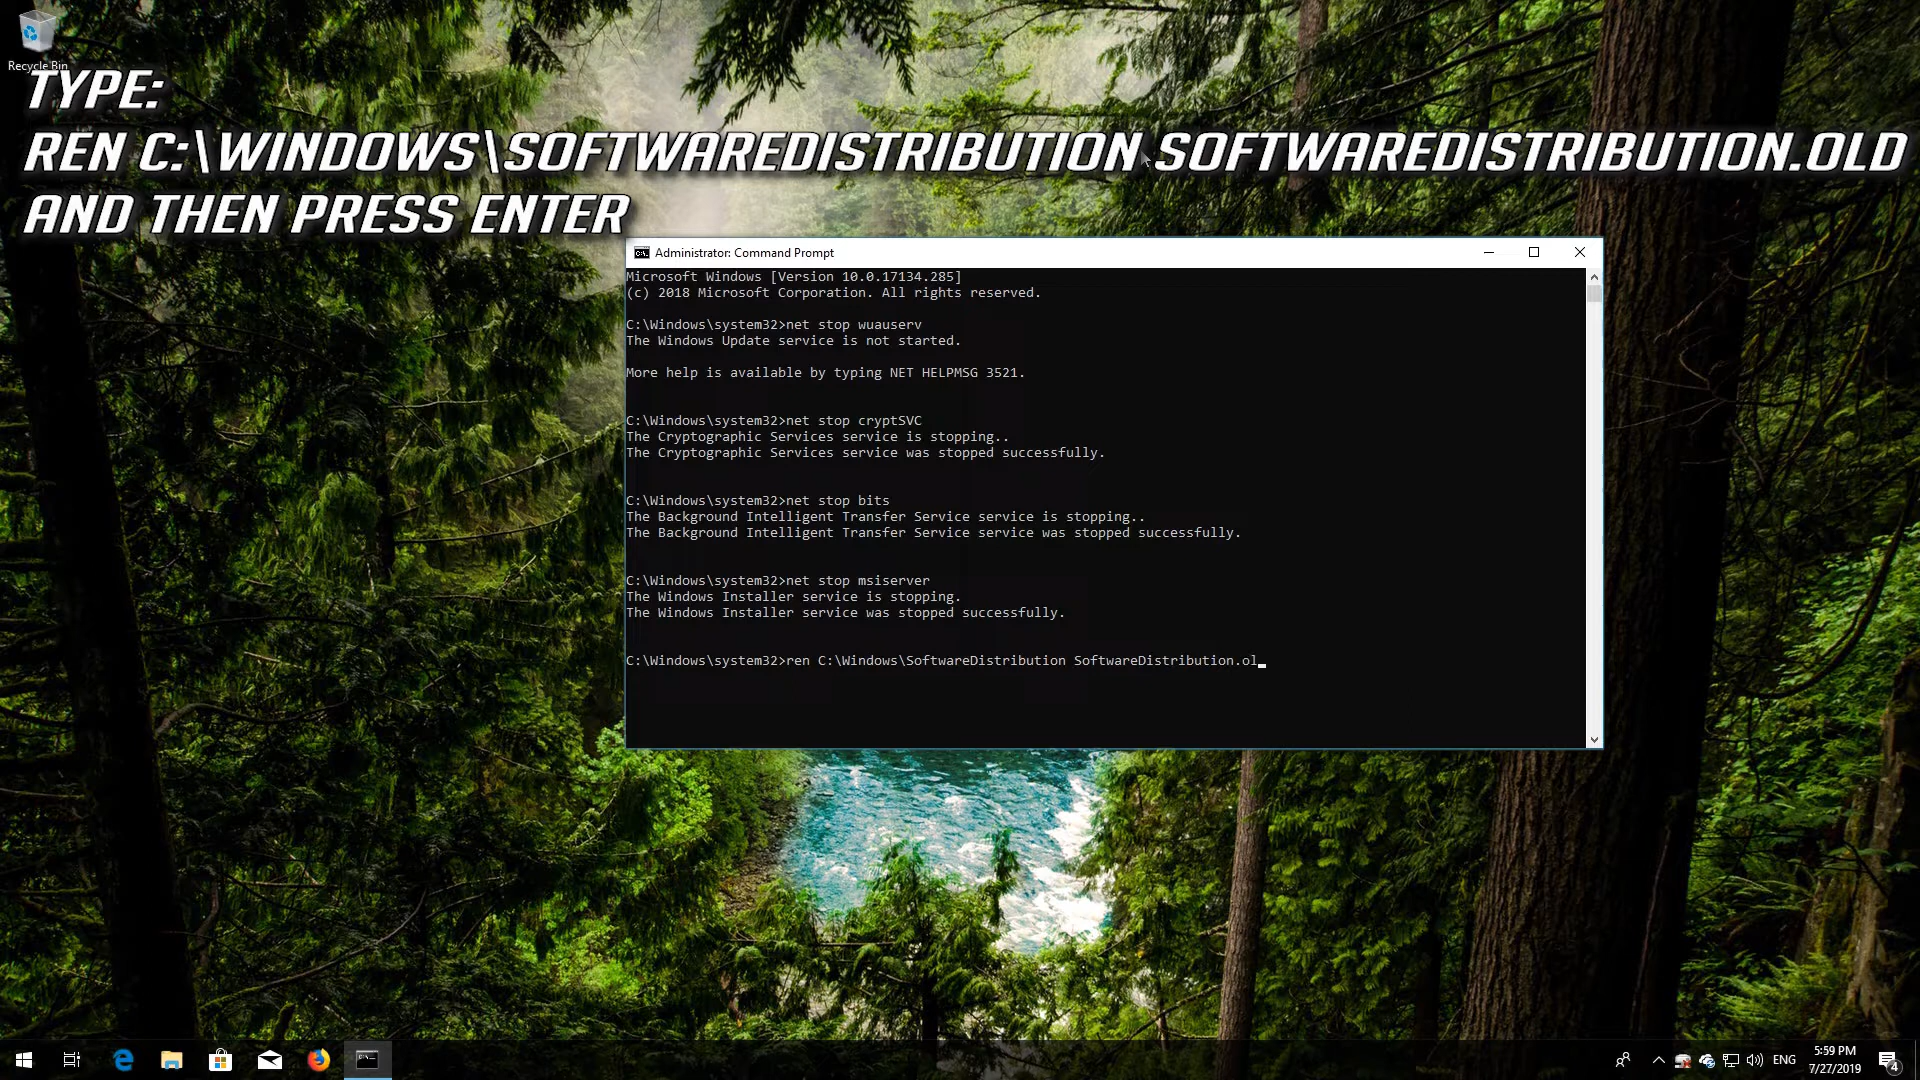 Recycle Bin
TYPE:
REN C:\WINDOWS\SOFTWAREDISTRIBUTION SOFTWAREDISTRIBUTION.OLD
AND THEN PRESS ENTER
Administrator: Command Prompt
Microsoft Windows [Version 10.0.17134.285]
(c) 2018 Microsoft Corporation. All rights reserved.
C:\Windows\system32>net stop wuauserv
The Windows Update service is not started.
More help is available by typing NET HELPMSG 3521.
C:\Windows\system32>net stop cryptSVC
The Cryptographic Services service is stopping..
The Cryptographic Services service was stopped successfully.
C:\Windows\system32>net stop bits
The Background Intelligent Transfer Service service is stopping..
The Background Intelligent Transfer Service service was stopped successfully.
C:\Windows\system32>net stop msiserver
The Windows Installer service is stopping.
The Windows Installer service was stopped successfully.
C:\Windows\system32>ren C:\Windows\SoftwareDistribution SoftwareDistribution.ol
ENG
5:59 PM
7/27/2019
4